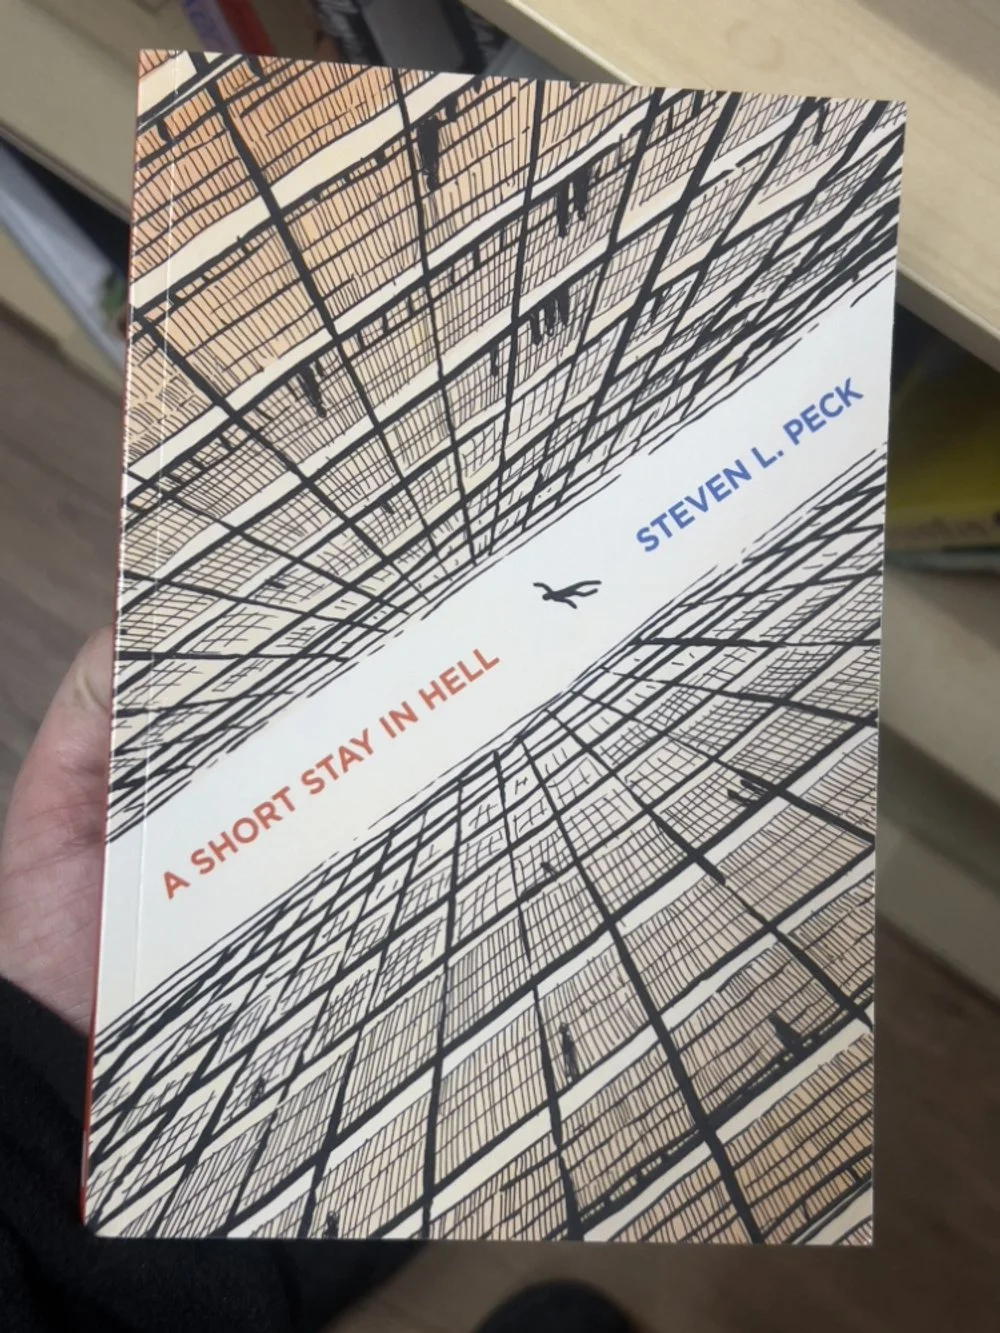 A SHORT STAY IN HELL
STEVEN L. PECK